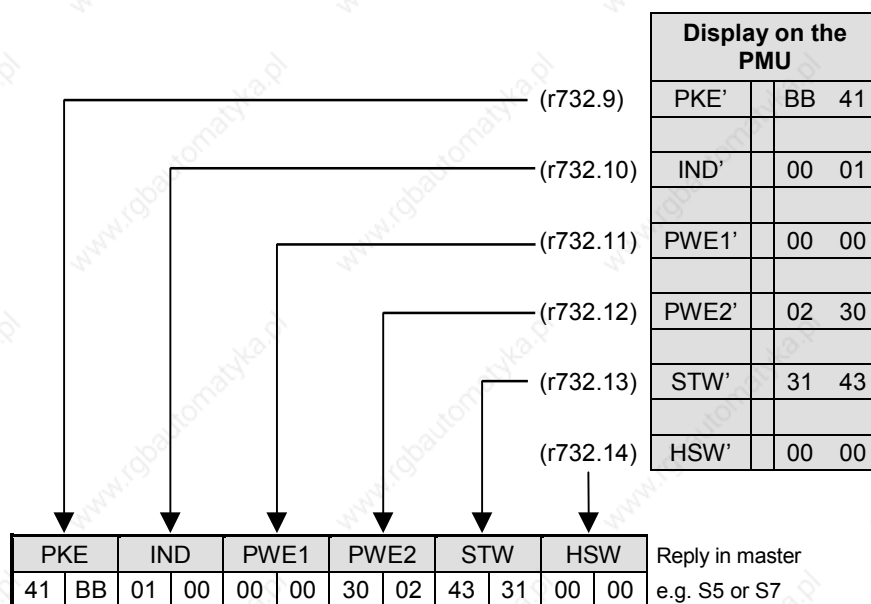 Display on the
PMU
(r732.9) PKE’ BB 41
(r732.10) IND’ 00 01
(r732.11) PWE1’ 00 00
(r732.12) PWE2’ 02 30
(r732.13) STW’ 31 43
(r732.14) HSW’ 00 00
PKE IND PWE1 PWE2 STW HSW Reply in master
41 BB 01 00 00 00 30 02 43 31 00 00 e.g. S5 or S7
www.rgbautomatyka.pl